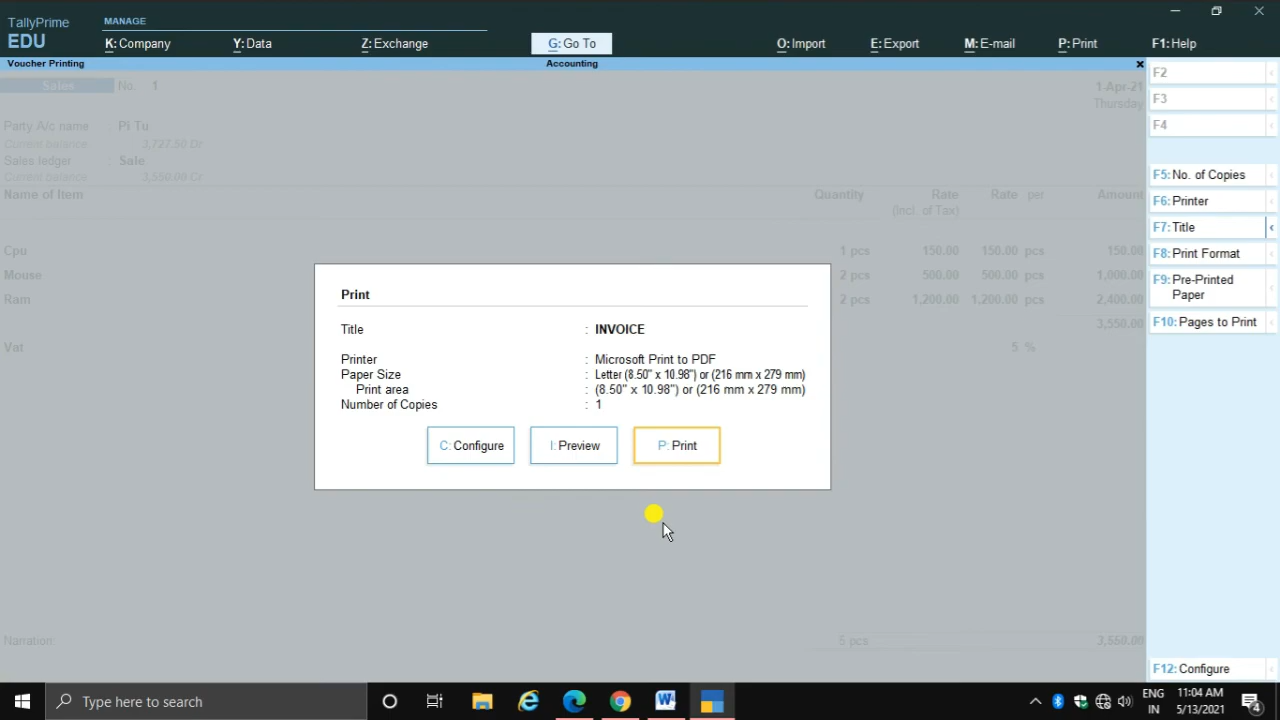 TallyPrime
EDU
MANAGE
K: Company
Y: Data
Z: Exchange
G: Go To
O: Import
E: Export
M: E-mail
P: Print
F1: Help
Voucher Printing
Accounting
Sales
No. 1
1-Apr-21
Thursday
Party A/c name : Pi Tu
Current balance : 3,727.50 Dr
Sales ledger : Sale
Current balance : 3,550.00 Cr
Name of Item
Quantity
Rate
Rate per
Amount
(Incl. of Tax)
Cpu 1 pcs 150.00 150.00 pcs 150.00
Mouse 2 pcs 500.00 500.00 pcs 1,000.00
Ram 2 pcs 1,200.00 1,200.00 pcs 2,400.00
3,550.00
Vat 5 %
Print
Title : INVOICE
Printer : Microsoft Print to PDF
Paper Size : Letter (8.50" x 10.98") or (216 mm x 279 mm)
Print area : (8.50" x 10.98") or (216 mm x 279 mm)
Number of Copies : 1
C: Configure
I: Preview
P: Print
Narration:
5 pcs
3,550.00
F2
F3
F4
F5: No. of Copies
F6: Printer
F7: Title
F8: Print Format
F9: Pre-Printed
Paper
F10: Pages to Print
F12: Configure
Type here to search
ENG
IN
11:04 AM
5/13/2021
4